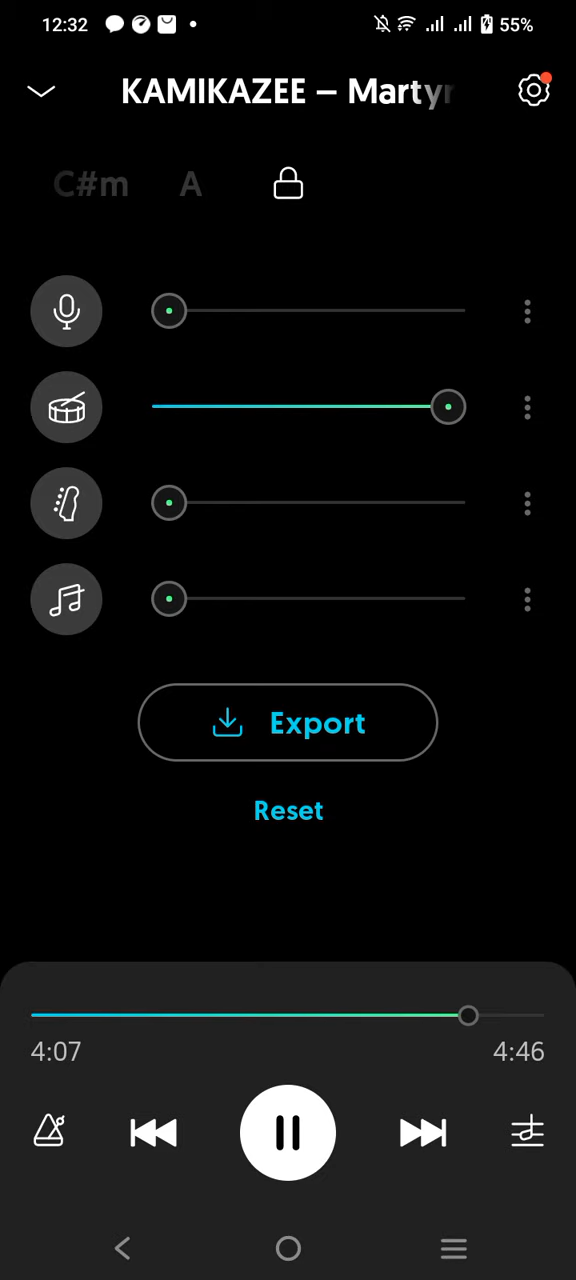 12:32 55%
KAMIKAZEE – Martyr
C#m A
Export
Reset
4:07 4:46